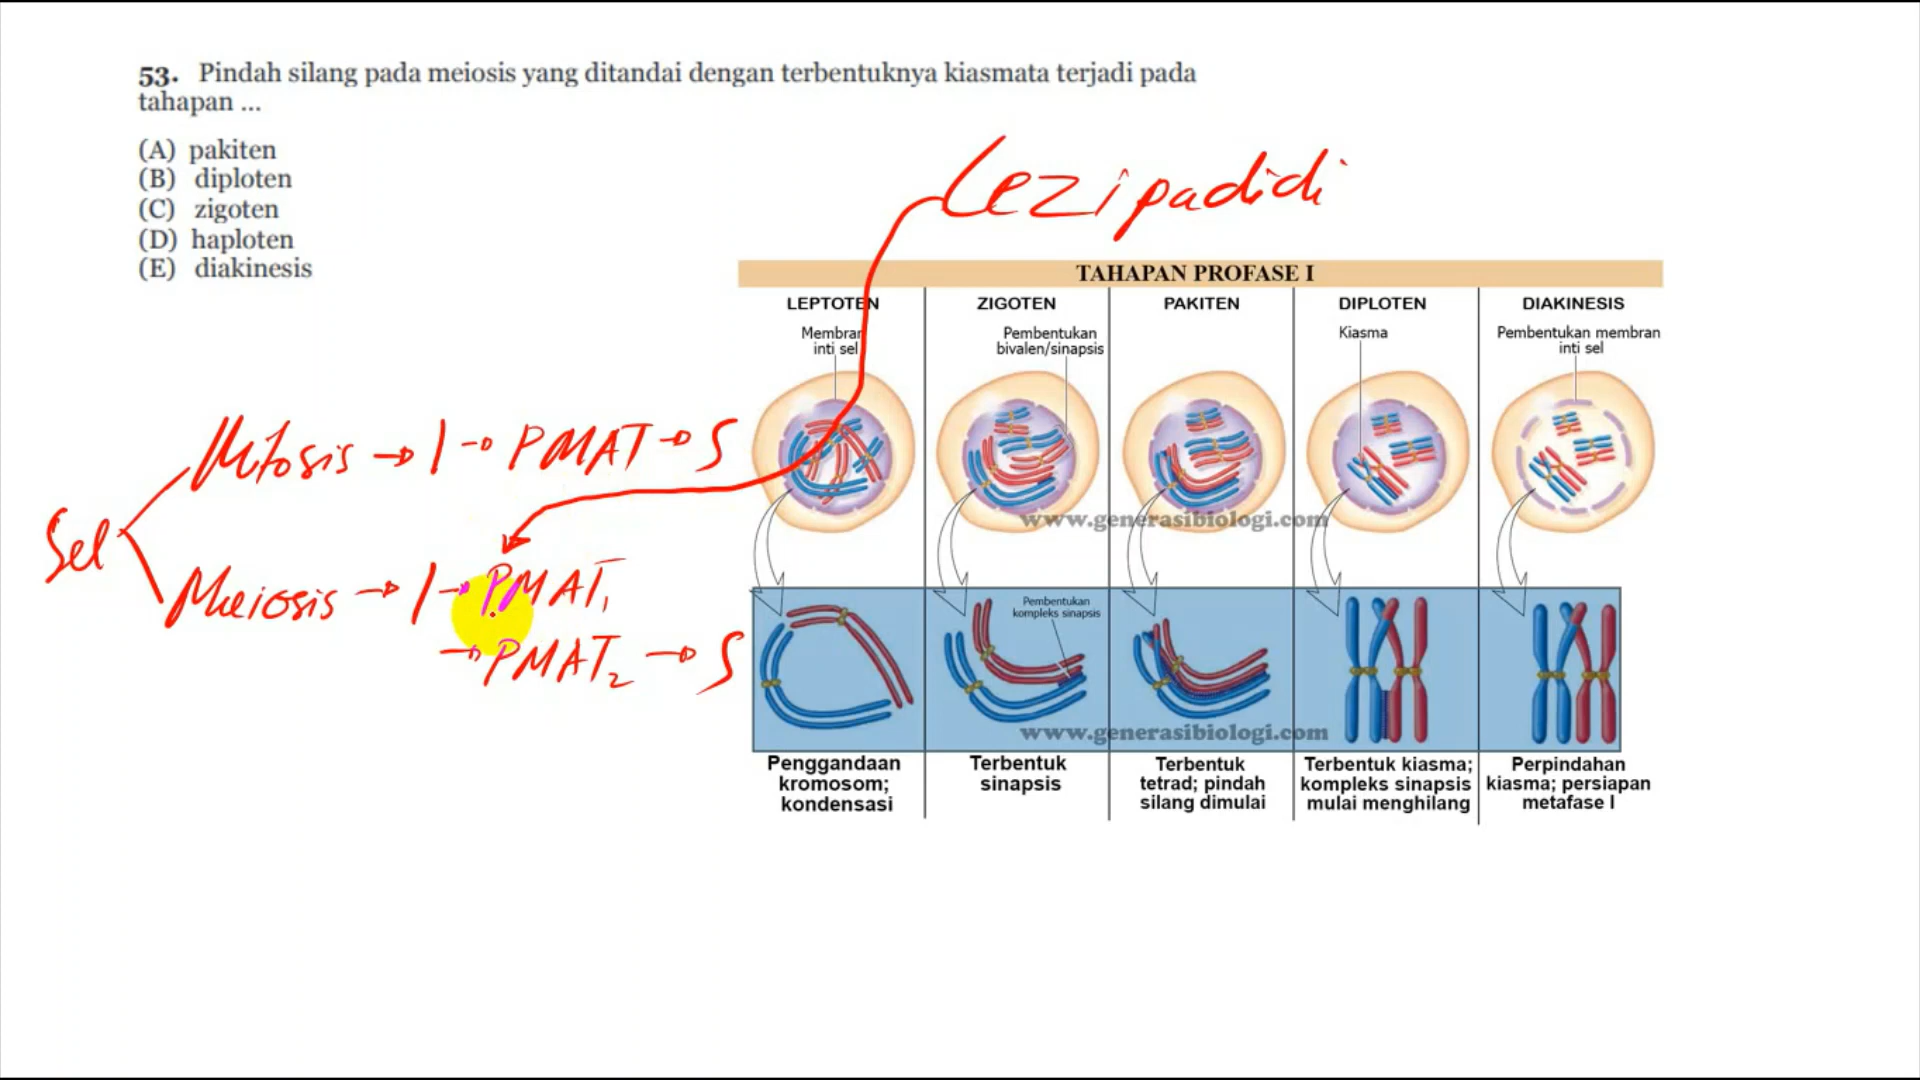 53. Pindah silang pada meiosis yang ditandai dengan terbentuknya kiasmata terjadi pada
tahapan ...
(A) pakiten
(B) diploten
(C) zigoten
(D) haploten
(E) diakinesis
Lezipadidi
TAHAPAN PROFASE I
LEPTOTEN
ZIGOTEN
PAKITEN
DIPLOTEN
DIAKINESIS
Membran
inti sel
Pembentukan
bivalen/sinapsis
Kiasma
Pembentukan membran
inti sel
Sel
Mitosis → I → PMAT → S
Meiosis → I → PMAT1
→ PMAT2 → S
www.generasibiologi.com
Pembentukan
kompleks sinapsis
www.generasibiologi.com
Penggandaan
kromosom;
kondensasi
Terbentuk
sinapsis
Terbentuk
tetrad; pindah
silang dimulai
Terbentuk kiasma;
kompleks sinapsis
mulai menghilang
Perpindahan
kiasma; persiapan
metafase I